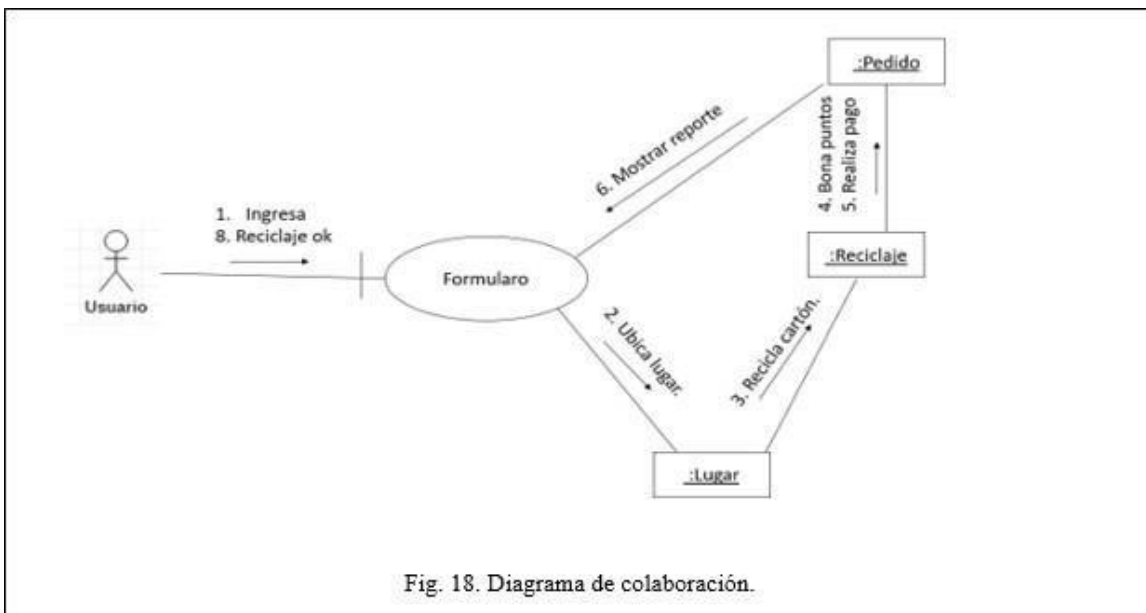 :Pedido
6. Mostrar reporte
4. Bona puntos
5. Realiza pago
1. Ingresa
8. Reciclaje ok
Usuario
Formularo
:Reciclaje
2. Ubica lugar.
3. Recicla cartón.
:Lugar
Fig. 18. Diagrama de colaboración.